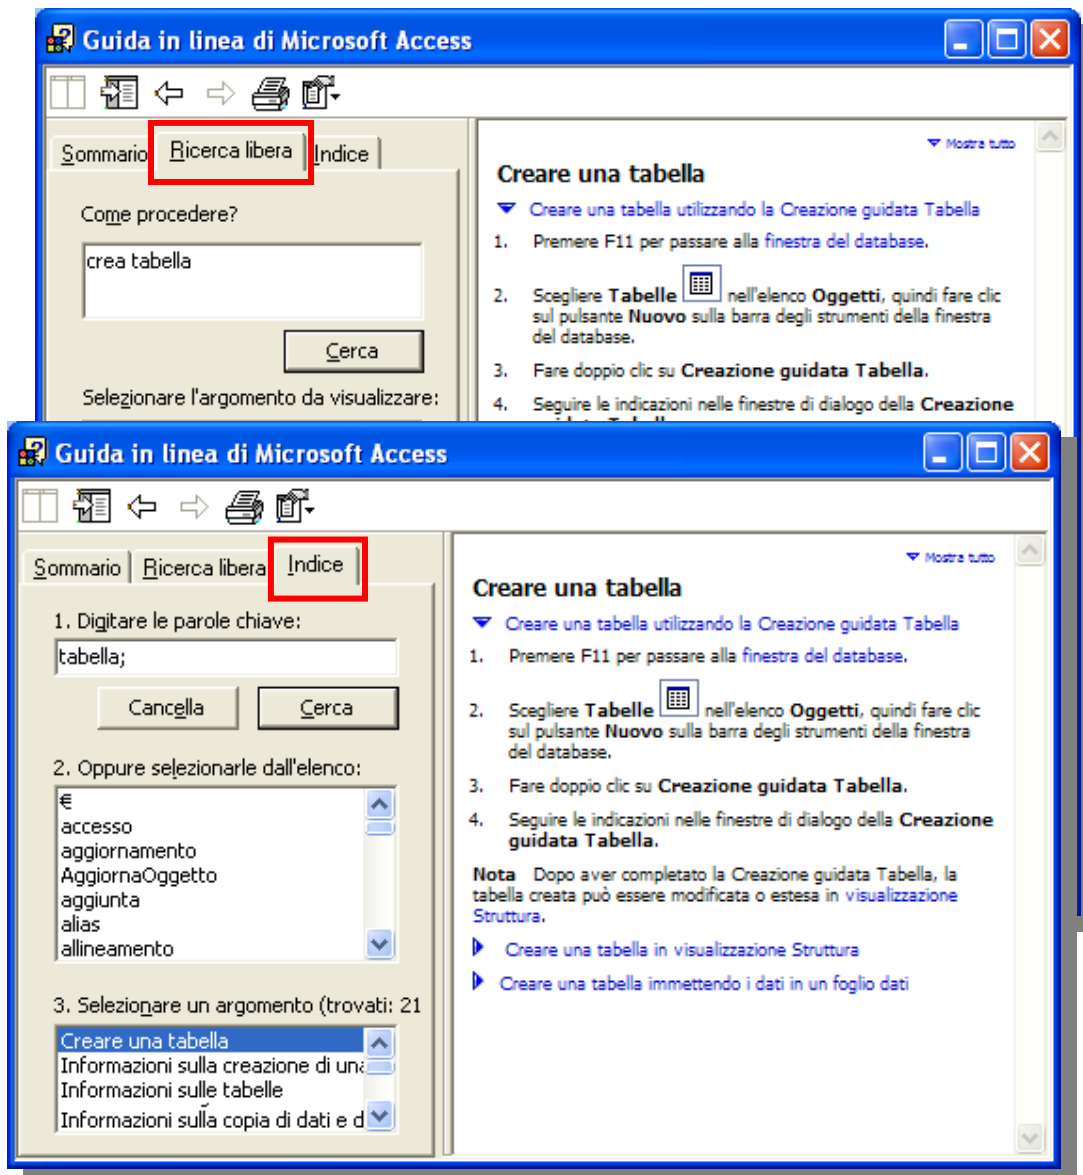 Guida in linea di Microsoft Access
Sommario
Ricerca libera
Indice
Come procedere?
crea tabella
Cerca
Selezionare l'argomento da visualizzare:
Mostra tutto
Creare una tabella
Creare una tabella utilizzando la Creazione guidata Tabella
1. Premere F11 per passare alla finestra del database.
2. Scegliere Tabelle nell'elenco Oggetti, quindi fare clic
sul pulsante Nuovo sulla barra degli strumenti della finestra
del database.
3. Fare doppio clic su Creazione guidata Tabella.
4. Seguire le indicazioni nelle finestre di dialogo della Creazione
Guida in linea di Microsoft Access
Sommario
Ricerca libera
Indice
1. Digitare le parole chiave:
tabella;
Cancella
Cerca
2. Oppure selezionarle dall'elenco:
€
accesso
aggiornamento
AggiornaOggetto
aggiunta
alias
allineamento
3. Selezionare un argomento (trovati: 21
Creare una tabella
Informazioni sulla creazione di una
Informazioni sulle tabelle
Informazioni sulla copia di dati e d
Mostra tutto
Creare una tabella
Creare una tabella utilizzando la Creazione guidata Tabella
1. Premere F11 per passare alla finestra del database.
2. Scegliere Tabelle nell'elenco Oggetti, quindi fare clic
sul pulsante Nuovo sulla barra degli strumenti della finestra
del database.
3. Fare doppio clic su Creazione guidata Tabella.
4. Seguire le indicazioni nelle finestre di dialogo della Creazione
guidata Tabella.
Nota Dopo aver completato la Creazione guidata Tabella, la
tabella creata può essere modificata o estesa in visualizzazione
Struttura.
Creare una tabella in visualizzazione Struttura
Creare una tabella immettendo i dati in un foglio dati